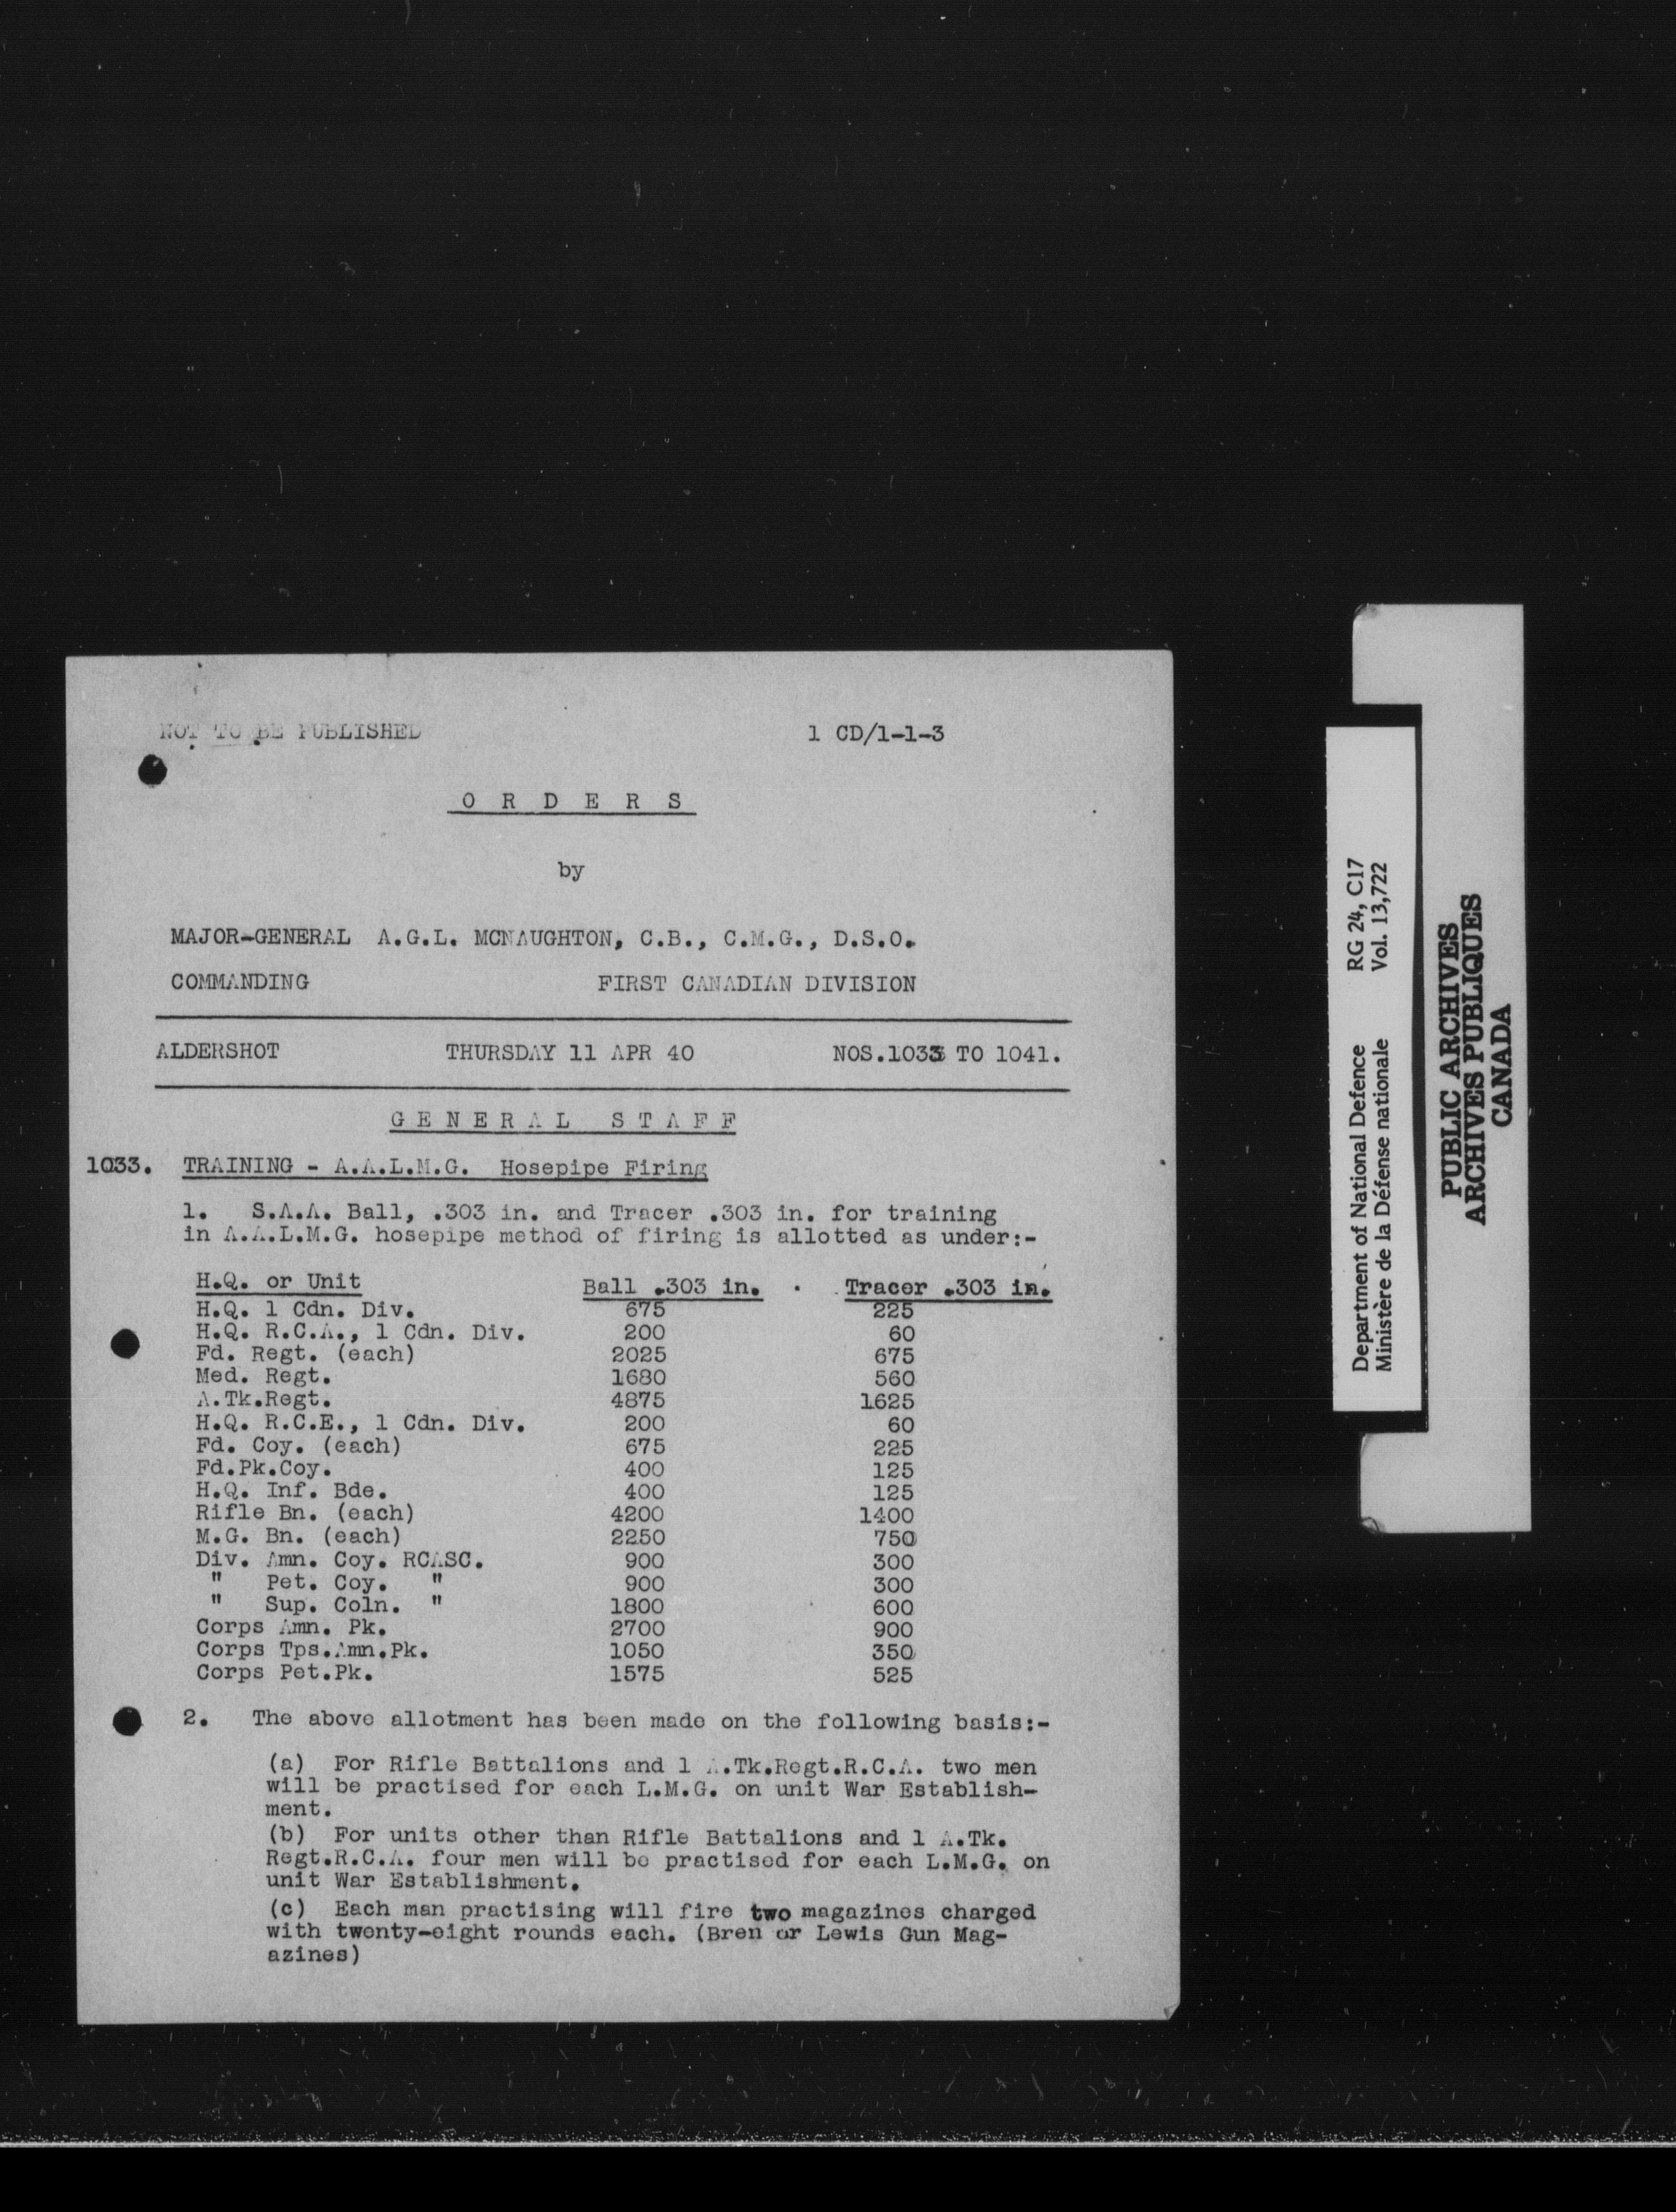 NOT TO BE PUBLISHED 1 CD/1-1-3
O R D E R S
by
MAJOR-GENERAL A.G.L. MCNAUGHTON, C.B., C.M.G., D.S.O.
COMMANDING FIRST CANADIAN DIVISION
ALDERSHOT THURSDAY 11 APR 40 NOS.1033 TO 1041.
G E N E R A L S T A F F
1033. TRAINING - A.A.L.M.G. Hosepipe Firing
1. S.A.A. Ball, .303 in. and Tracer .303 in. for training
in A.A.L.M.G. hosepipe method of firing is allotted as under:-
H.Q. or Unit Ball .303 in. Tracer .303 in.
H.Q. 1 Cdn. Div. 675 225
H.Q. R.C.A., 1 Cdn. Div. 200 60
Fd. Regt. (each) 2025 675
Med. Regt. 1680 560
A.Tk.Regt. 4875 1625
H.Q. R.C.E., 1 Cdn. Div. 200 60
Fd. Coy. (each) 675 225
Fd.Pk.Coy. 400 125
H.Q. Inf. Bde. 400 125
Rifle Bn. (each) 4200 1400
M.G. Bn. (each) 2250 750
Div. Amn. Coy. RCASC. 900 300
" Pet. Coy. " 900 300
" Sup. Coln. " 1800 600
Corps Amn. Pk. 2700 900
Corps Tps.Amn.Pk. 1050 350
Corps Pet.Pk. 1575 525
2. The above allotment has been made on the following basis:-
(a) For Rifle Battalions and 1 A.Tk.Regt.R.C.A. two men
will be practised for each L.M.G. on unit War Establish-
ment.
(b) For units other than Rifle Battalions and 1 A.Tk.
Regt.R.C.A. four men will be practised for each L.M.G. on
unit War Establishment.
(c) Each man practising will fire two magazines charged
with twenty-eight rounds each. (Bren or Lewis Gun Mag-
azines)
Department of National Defence RG 24, C17
Ministère de la Défense nationale Vol. 13,722
PUBLIC ARCHIVES
ARCHIVES PUBLIQUES
CANADA